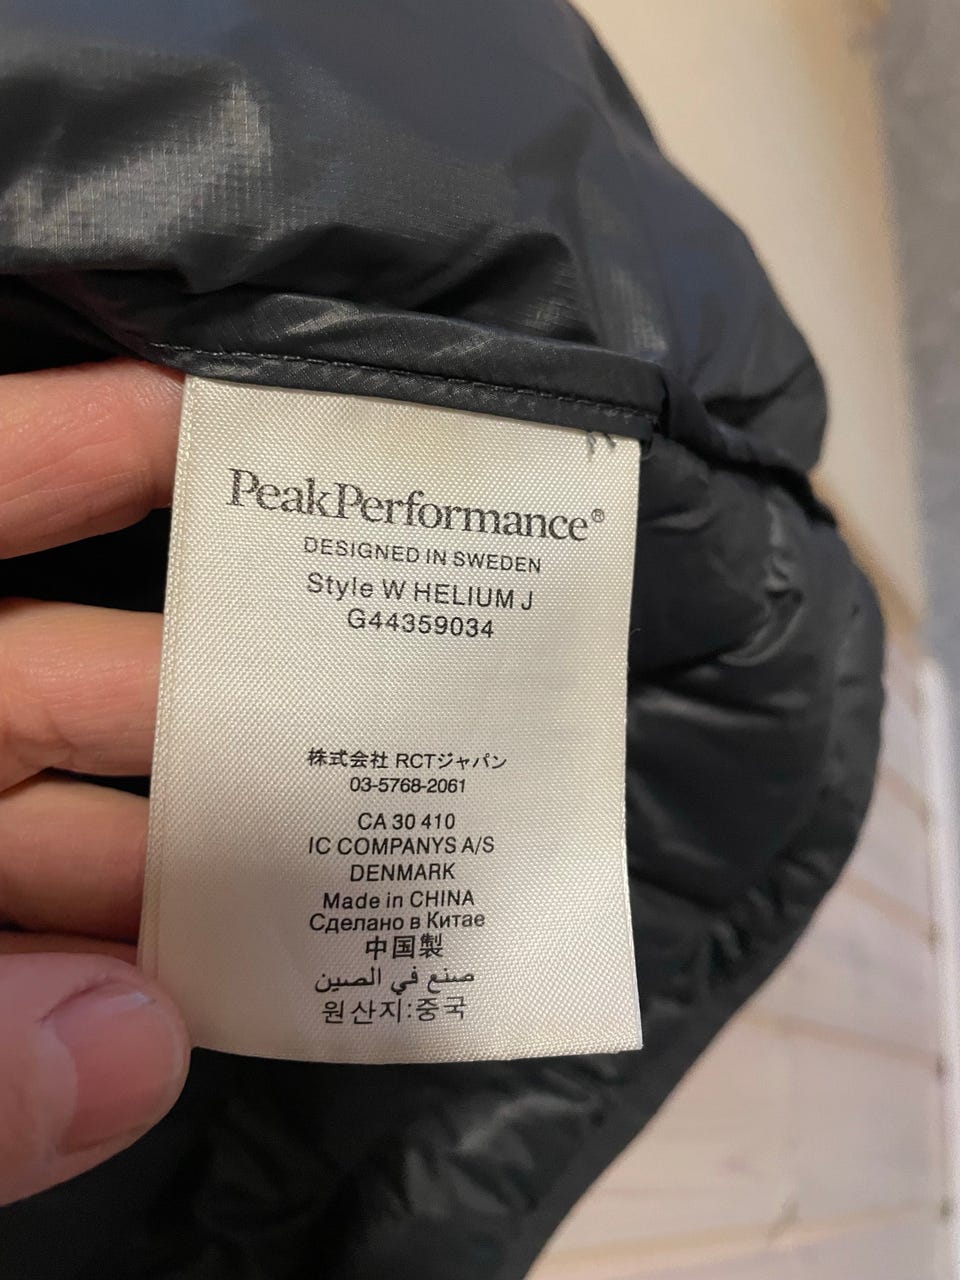 PeakPerformance®
DESIGNED IN SWEDEN
Style W HELIUM J
G44359034
株式会社 RCTジャパン
03-5768-2061
CA 30 410
IC COMPANYS A/S
DENMARK
Made in CHINA
Сделано в Китае
中国製
صنع في الصين
원산지:중국